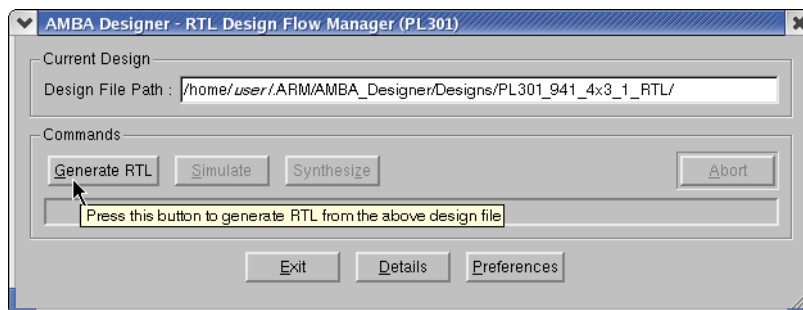 AMBA Designer - RTL Design Flow Manager (PL301)
Current Design
Design File Path : /home/user/.ARM/AMBA_Designer/Designs/PL301_941_4x3_1_RTL/
Commands
Generate RTL Simulate Synthesize Abort
Press this button to generate RTL from the above design file
Exit Details Preferences